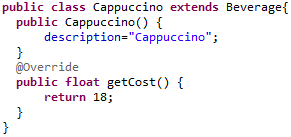 public class Cappuccino extends Beverage{
  public Cappuccino() {
      description="Cappuccino";
  }
  @Override
  public float getCost() {
      return 18;
  }
}